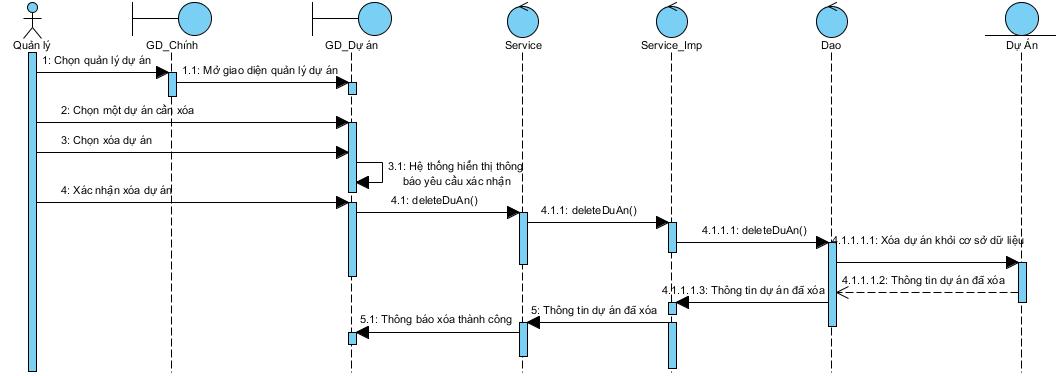 Quản lý
GD_Chính
GD_Dự án
Service
Service_Imp
Dao
Dự Án
1: Chọn quản lý dự án
1.1: Mở giao diện quản lý dự án
2: Chọn một dự án cần xóa
3: Chọn xóa dự án
3.1: Hệ thống hiển thị thông
báo yêu cầu xác nhận
4: Xác nhận xóa dự án
4.1: deleteDuAn()
4.1.1: deleteDuAn()
4.1.1.1: deleteDuAn()
4.1.1.1.1: Xóa dự án khỏi cơ sở dữ liệu
4.1.1.1.2: Thông tin dự án đã xóa
4.1.1.1.3: Thông tin dự án đã xóa
5: Thông tin dự án đã xóa
5.1: Thông báo xóa thành công